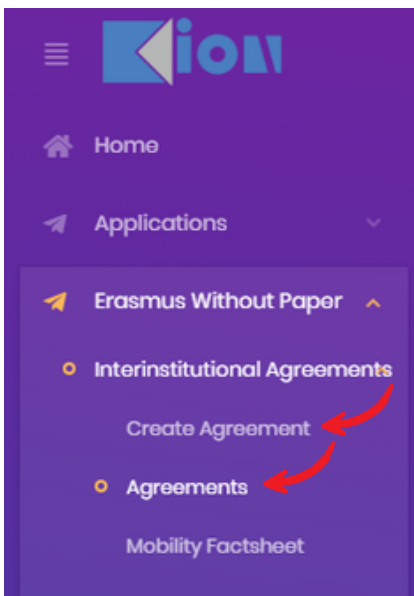 Kion
Home
Applications
Erasmus Without Paper
Interinstitutional Agreements
Create Agreement
Agreements
Mobility Factsheet